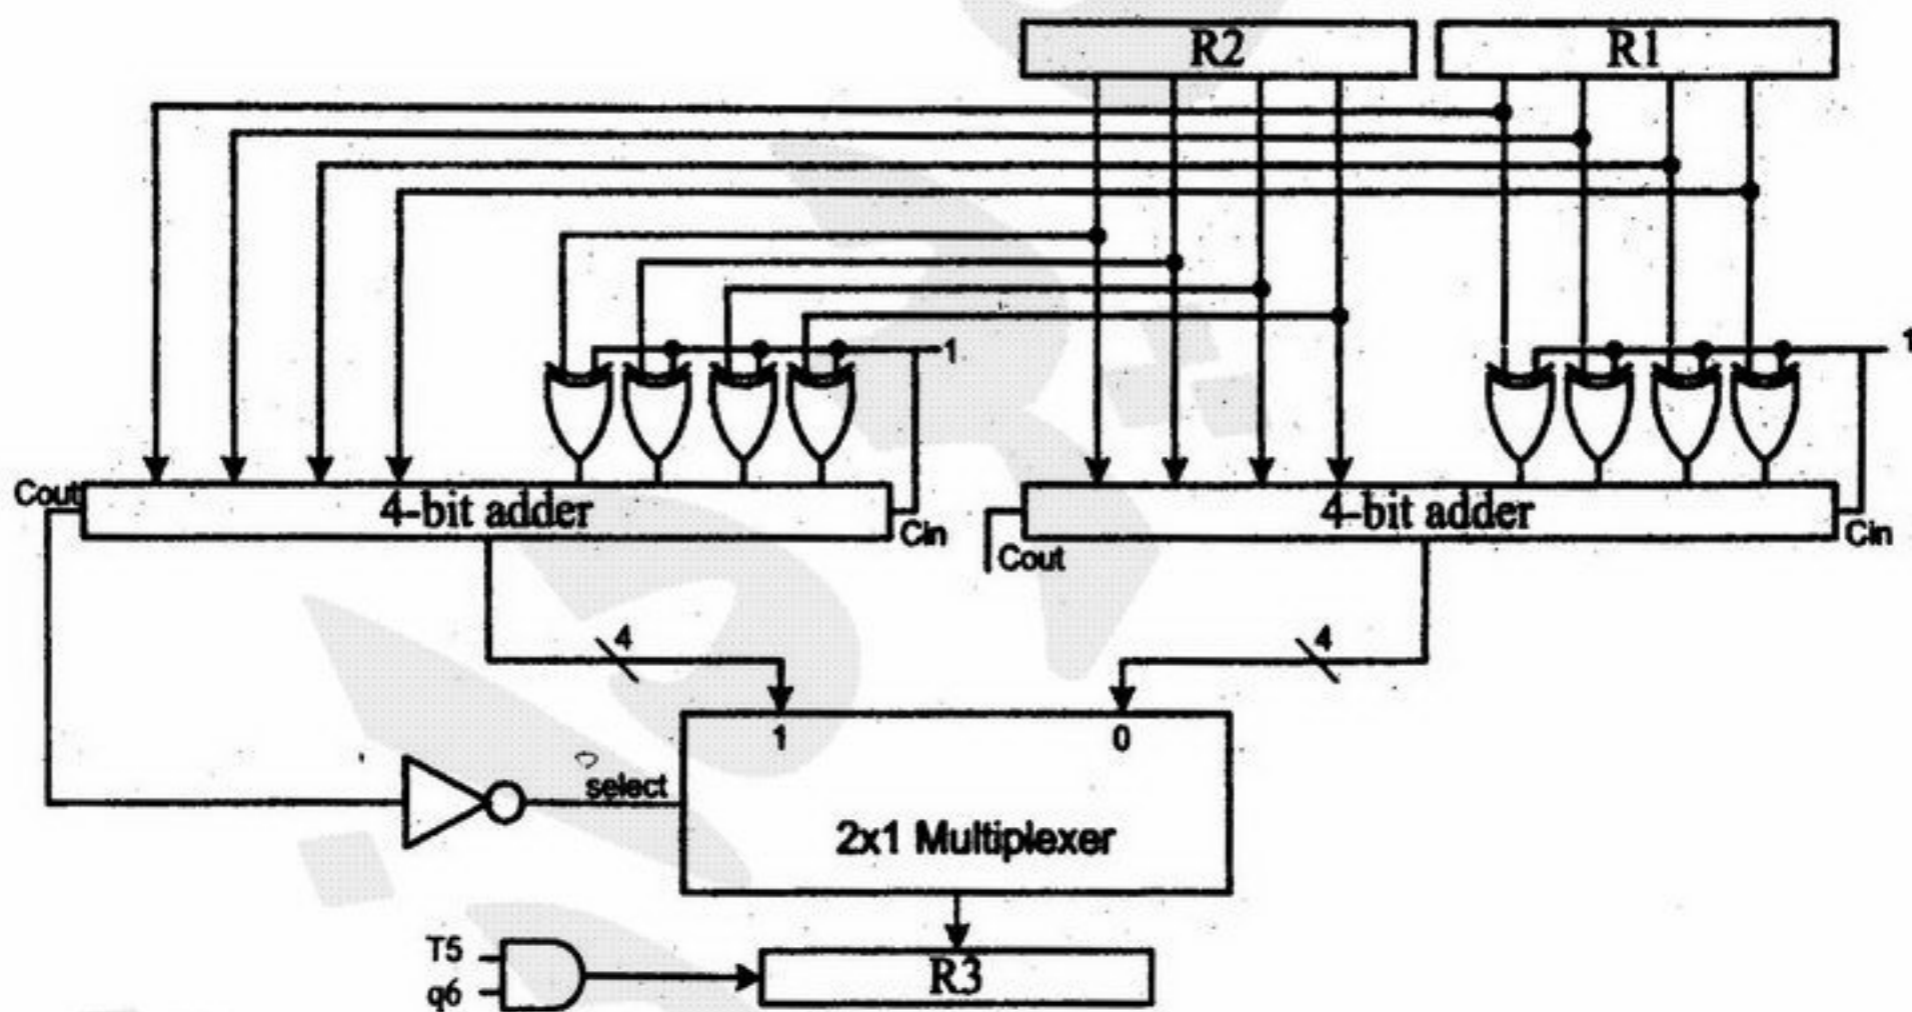 R2
R1
1
1
Cout
4-bit adder
Cin
4-bit adder
Cin
Cout
4
4
1
0
select
2x1 Multiplexer
T5
q6
R3